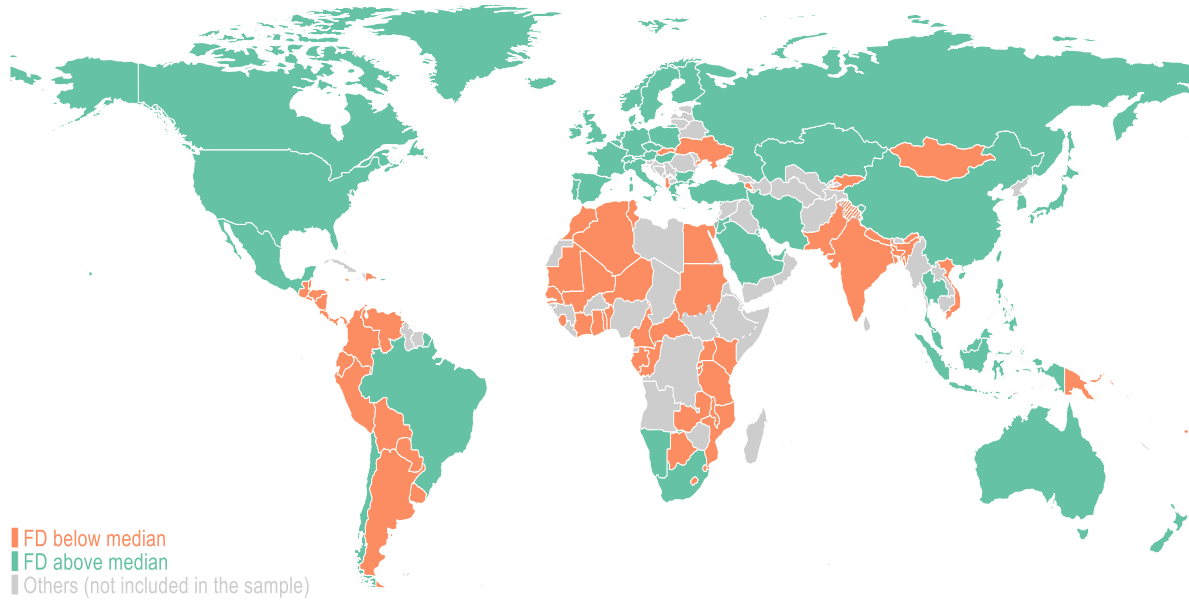 FD below median
FD above median
Others (not included in the sample)